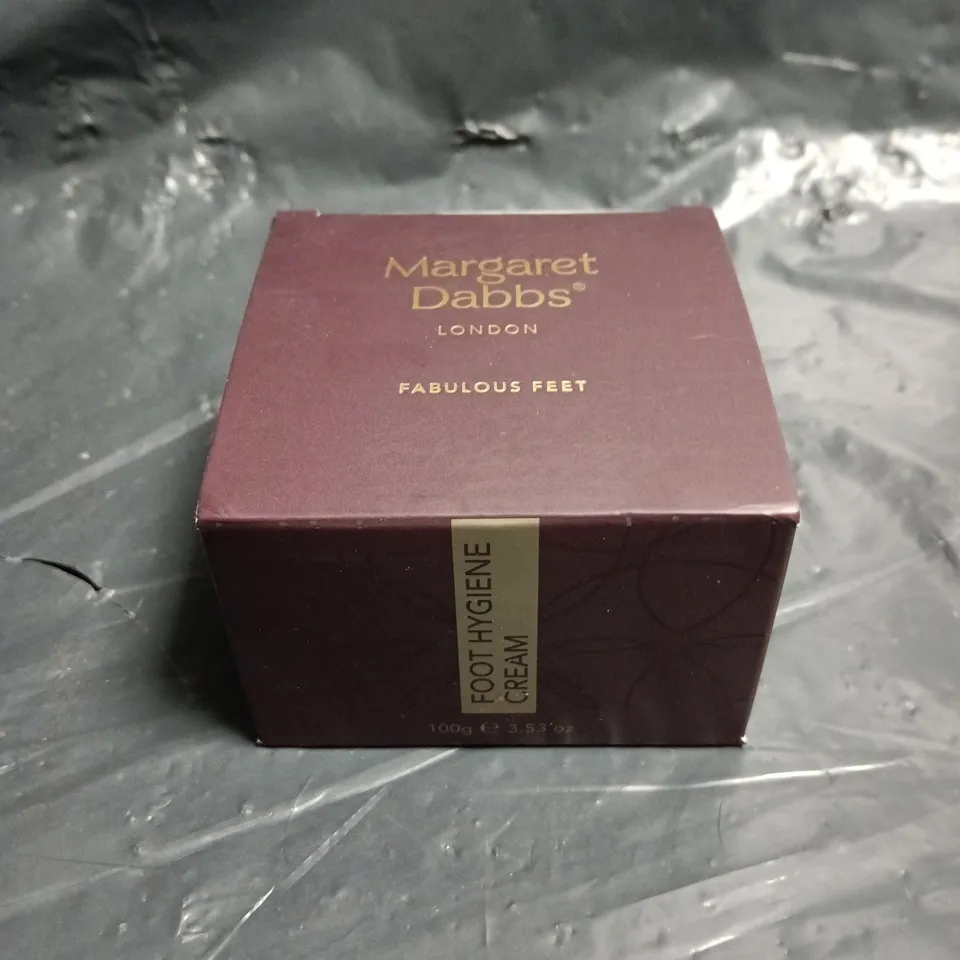 Margaret
Dabbs®
LONDON
FABULOUS FEET
FOOT HYGIENE
CREAM
100g ℮ 3.53 oz